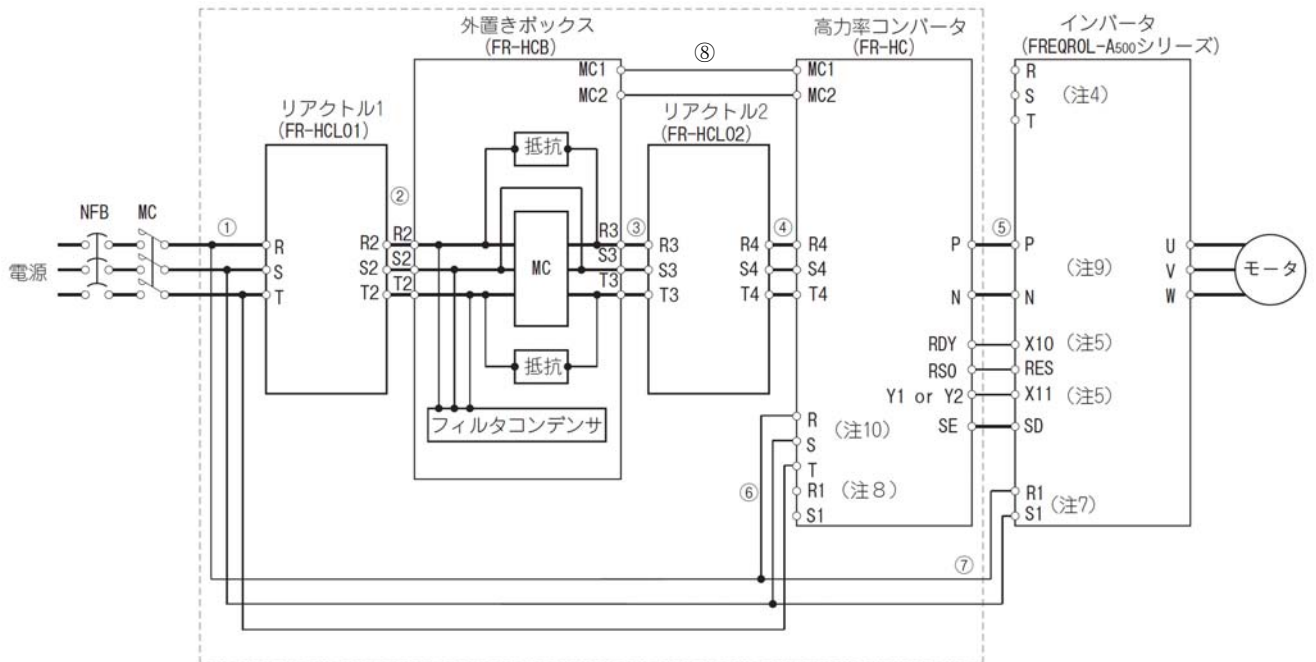 外置きボックス
(FR-HCB)
⑧
高力率コンバータ
(FR-HC)
インバータ
(FREQROL-A500シリーズ)
MC1
MC2
MC1
MC2
R
S
T
(注4)
リアクトル1
(FR-HCL01)
リアクトル2
(FR-HCL02)
抵抗
NFB
MC
電源
①
R
S
T
R2
S2
T2
②
R2
S2
T2
MC
R3
S3
T3
③
R3
S3
T3
R4
S4
T4
④
R4
S4
T4
P
N
⑤
P
N
(注9)
U
V
W
モータ
抵抗
フィルタコンデンサ
RDY
RSO
Y1 or Y2
SE
X10 (注5)
RES
X11 (注5)
SD
R
S
T
(注10)
R1 (注8)
S1
⑥
R1
S1
(注7)
⑦